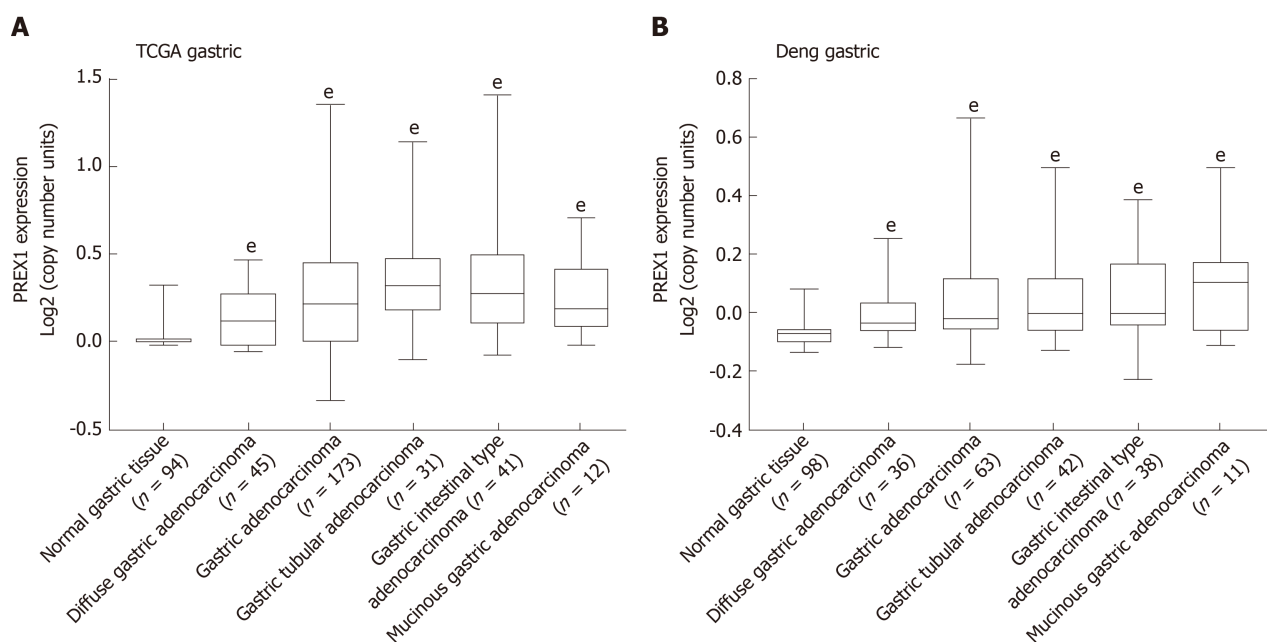 A
TCGA gastric
PREX1 expression
Log2 (copy number units)
1.5
1.0
0.5
0.0
-0.5
e
e
e
e
e
Normal gastric tissue
(n = 94)
Diffuse gastric adenocarcinoma
(n = 45)
Gastric adenocarcinoma
(n = 173)
Gastric tubular adenocarcinoma
(n = 31)
Gastric intestinal type
adenocarcinoma (n = 41)
Mucinous gastric adenocarcinoma
(n = 12)
B
Deng gastric
PREX1 expression
Log2 (copy number units)
0.8
0.6
0.4
0.2
0.0
-0.2
-0.4
e
e
e
e
e
Normal gastric tissue
(n = 98)
Diffuse gastric adenocarcinoma
(n = 36)
Gastric adenocarcinoma
(n = 63)
Gastric tubular adenocarcinoma
(n = 42)
Gastric intestinal type
adenocarcinoma (n = 38)
Mucinous gastric adenocarcinoma
(n = 11)